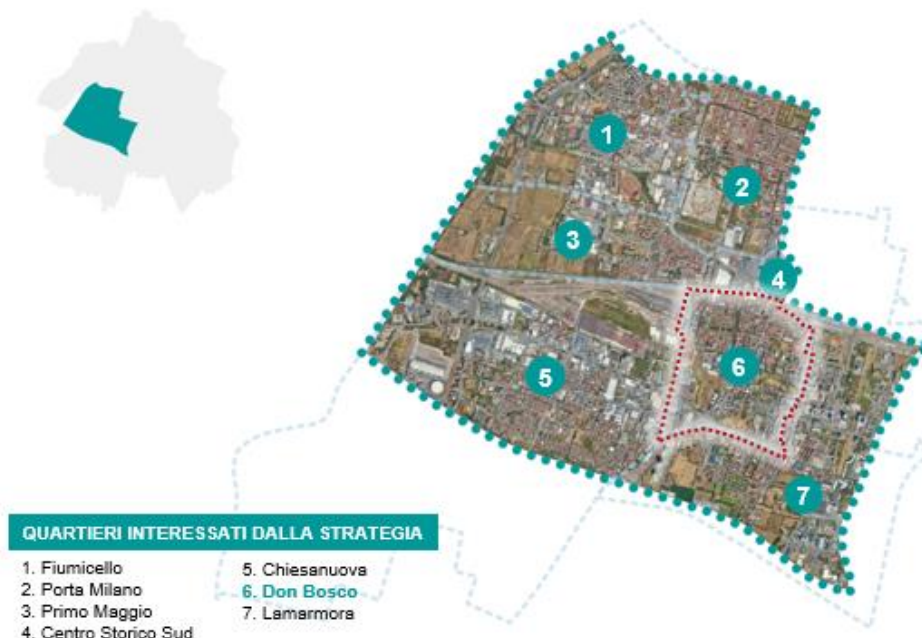 1
2
3
4
5
6
7
QUARTIERI INTERESSATI DALLA STRATEGIA
1. Fiumicello
2. Porta Milano
3. Primo Maggio
4. Centro Storico Sud
5. Chiesanuova
6. Don Bosco
7. Lamarmora